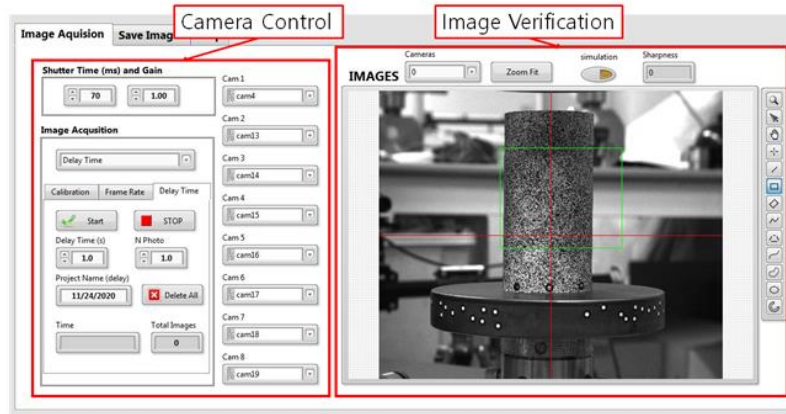 Camera Control
Image Verification
Image Aquision
Save Imag
Shutter Time (ms) and Gain
70
1.00
Image Acqusition
Delay Time
Calibration
Frame Rate
Delay Time
Start
STOP
Delay Time (s)
N Photo
1.0
1.0
Project Name (delay)
11/24/2020
Delete All
Time
Total Images
0
Cam 1
cam4
Cam 2
cam13
Cam 3
cam14
Cam 4
cam15
Cam 5
cam16
Cam 6
cam17
Cam 7
cam18
Cam 8
cam19
IMAGES
Cameras
0
Zoom Fit
simulation
Sharpness
0